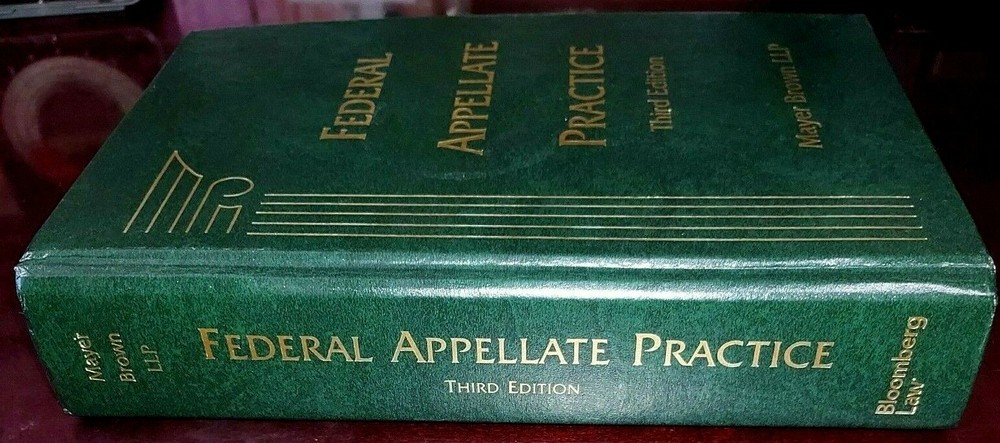 FEDERAL
APPELLATE
PRACTICE
Third Edition
Mayer Brown LLP
Mayer
Brown
LLP
FEDERAL APPELLATE PRACTICE
THIRD EDITION
Bloomberg
Law